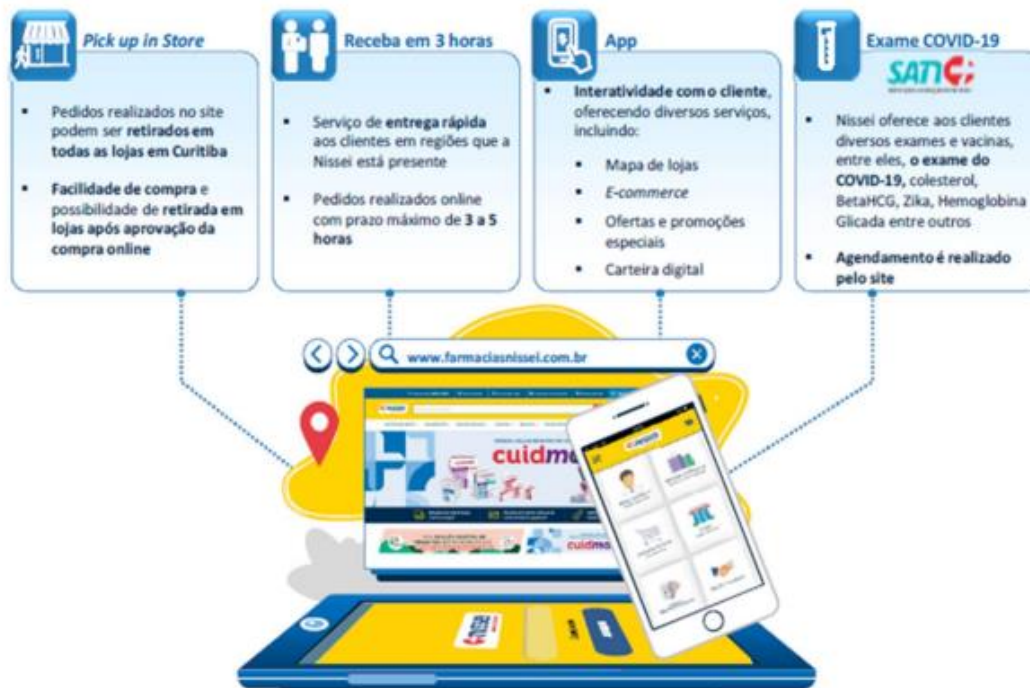 Pick up in Store
Pedidos realizados no site
podem ser retirados em
todas as lojas em Curitiba
Facilidade de compra e
possibilidade de retirada em
lojas após aprovação da
compra online
Receba em 3 horas
Serviço de entrega rápida
aos clientes em regiões que a
Nissei está presente
Pedidos realizados online
com prazo máximo de 3 a 5
horas
App
Interatividade com o cliente,
oferecendo diversos serviços,
incluindo:
Mapa de lojas
E-commerce
Ofertas e promoções
especiais
Carteira digital
Exame COVID-19
Nissei oferece aos clientes
diversos exames e vacinas,
entre eles, o exame do
COVID-19, colesterol,
BetaHCG, Zika, Hemoglobina
Glicada entre outros
Agendamento é realizado
pelo site
www.farmaciasnissei.com.br